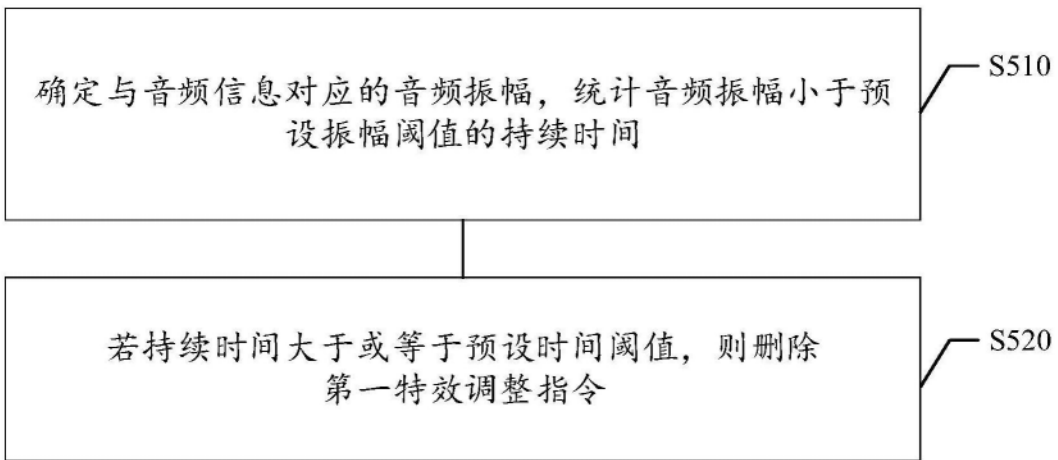 确定与音频信息对应的音频振幅，统计音频振幅小于预
设振幅阈值的持续时间
S510
若持续时间大于或等于预设时间阈值，则删除
第一特效调整指令
S520